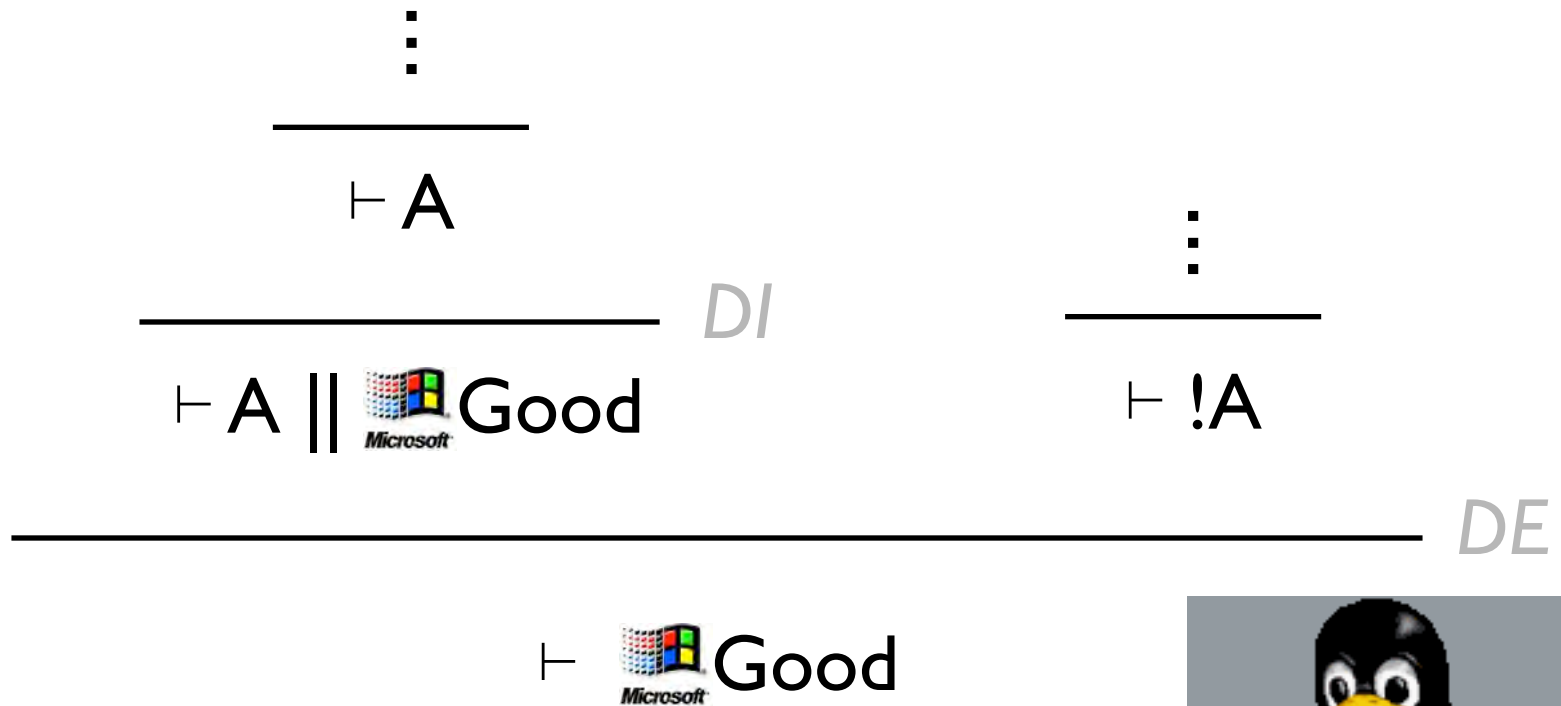 ⋮
⊢ A
DI
⊢ A || Microsoft Good
⋮
⊢ !A
DE
⊢ Microsoft Good